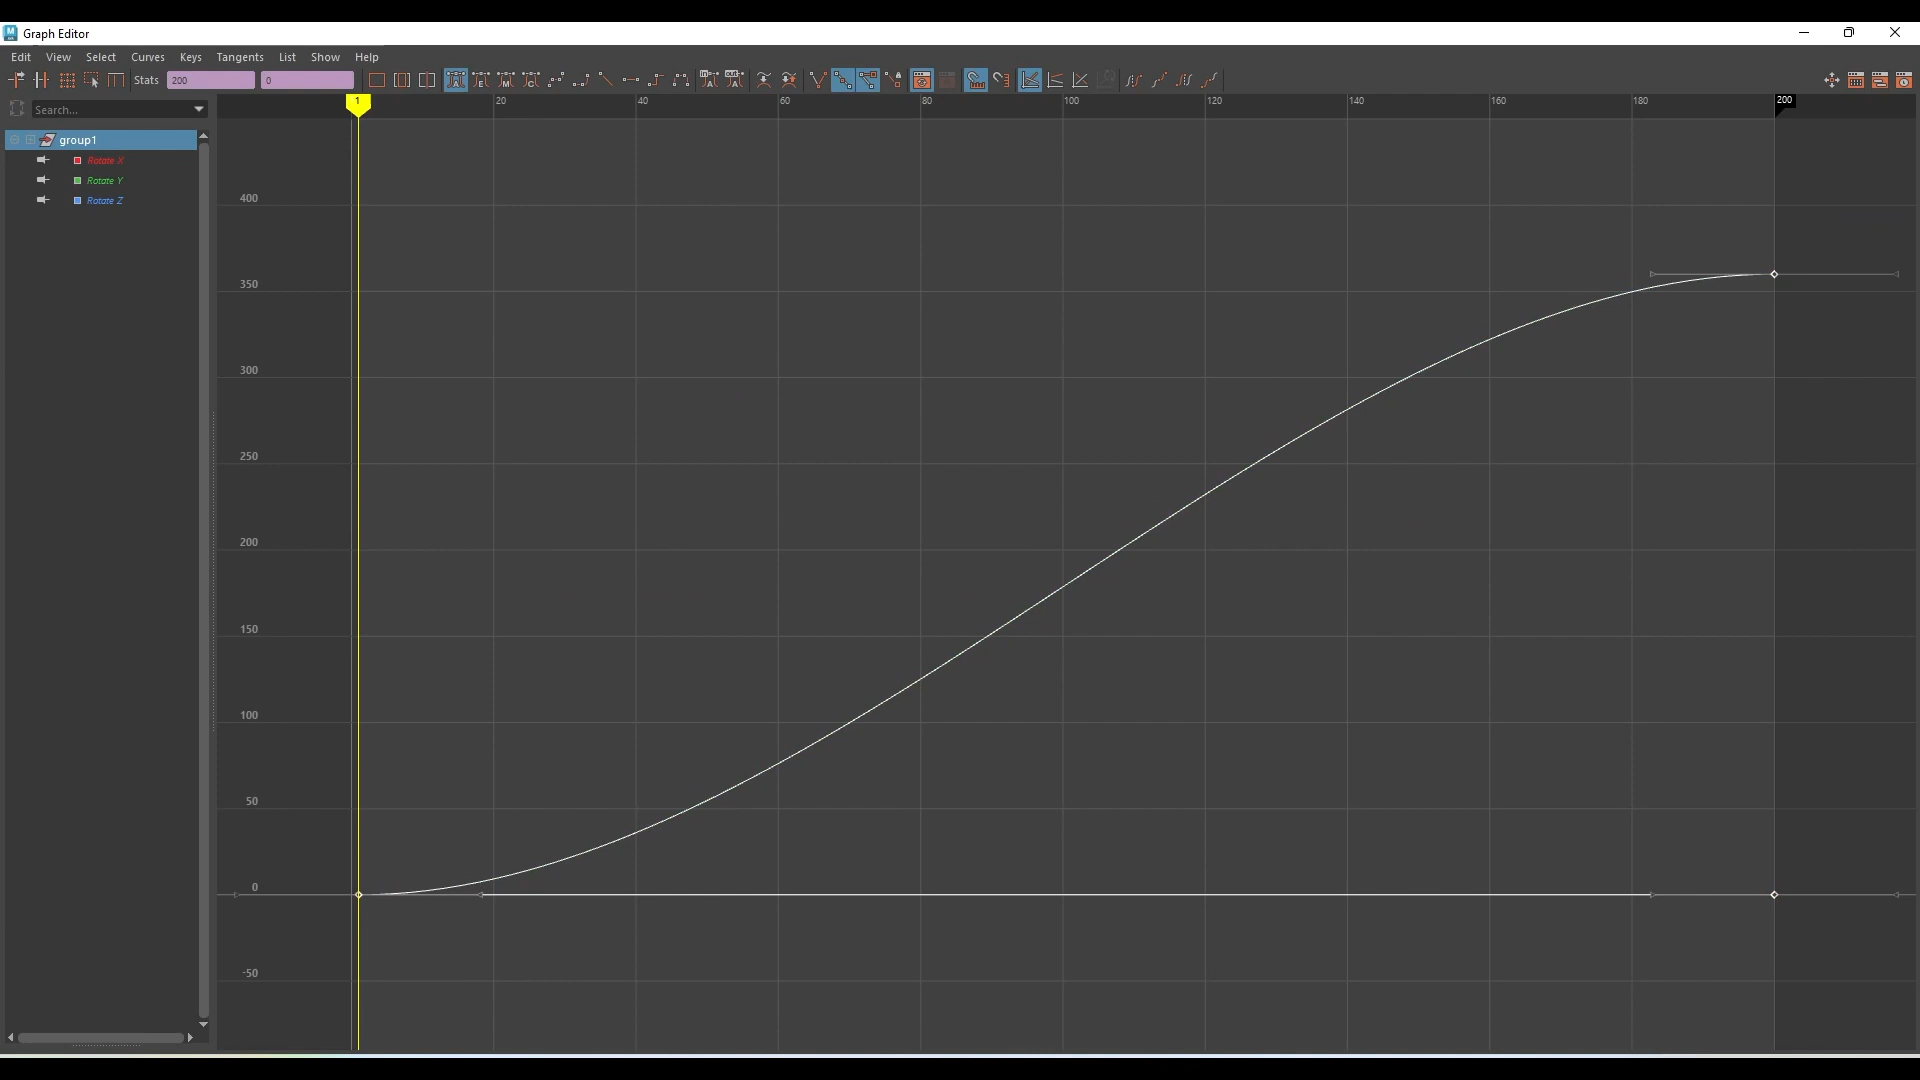 Graph Editor
Edit View Select Curves Keys Tangents List Show Help
Stats 200 0
Search...
1 20 40 60 80 100 120 140 160 180 200
group1
Rotate X
Rotate Y
Rotate Z
400
350
300
250
200
150
100
50
0
-50